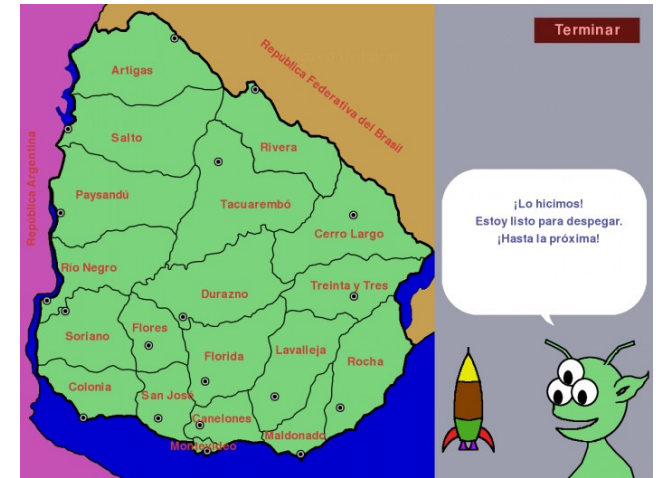 Terminar
República Federativa del Brasil
República Argentina
Artigas
Salto
Rivera
Paysandú
Tacuarembó
Cerro Largo
Río Negro
Durazno
Treinta y Tres
Soriano
Flores
Florida
Lavalleja
Rocha
Colonia
San José
Canelones
Maldonado
Montevideo
¡Lo hicimos!
Estoy listo para despegar.
¡Hasta la próxima!